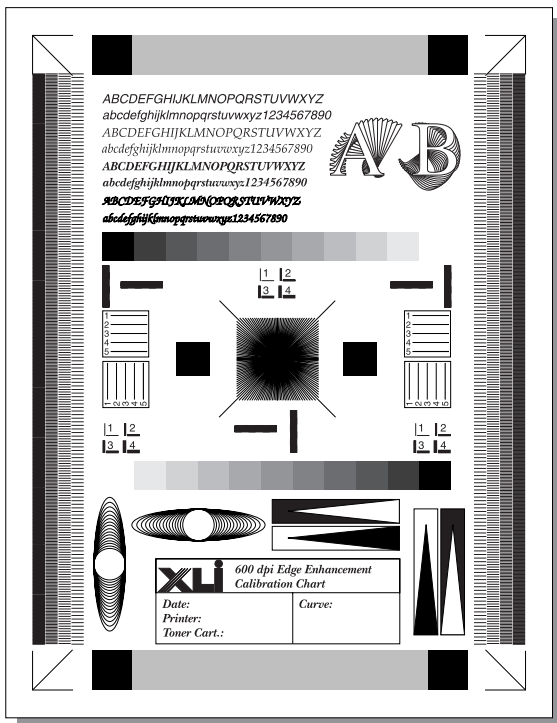 ABCDEFGHIJKLMNOPQRSTUVWXYZ
abcdefghijklmnopqrstuvwxyz1234567890
ABCDEFGHIJKLMNOPQRSTUVWXYZ
abcdefghijklmnopqrstuvwxyz1234567890
ABCDEFGHIJKLMNOPQRSTUVWXYZ
abcdefghijklmnopqrstuvwxyz1234567890
ABCDEFGHIJKLMNOPQRSTUVWXYZ
abcdefghijklmnopqrstuvwxyz1234567890
A B
1 2
3 4
1
2
3
4
5
1
2
3
4
5
1 2 3 4 5
1 2 3 4 5
1 2
3 4
1 2
3 4
XLi
600 dpi Edge Enhancement
Calibration Chart
Date:
Printer:
Toner Cart.:
Curve: